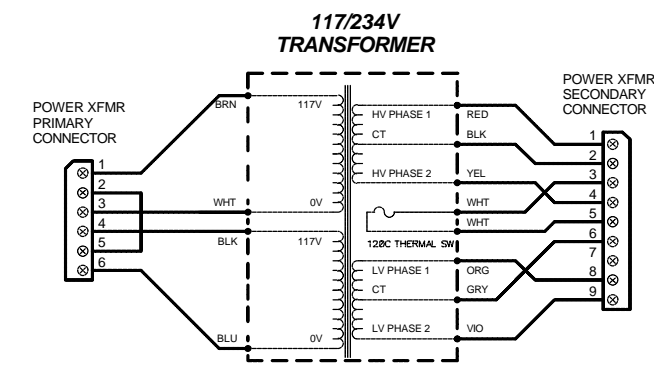 117/234V
TRANSFORMER
POWER XFMR
PRIMARY
CONNECTOR
1
2
3
4
5
6
BRN
WHT
BLK
BLU
117V
0V
117V
0V
HV PHASE 1
CT
HV PHASE 2
120C THERMAL SW
LV PHASE 1
CT
LV PHASE 2
RED
BLK
YEL
WHT
WHT
ORG
GRY
VIO
POWER XFMR
SECONDARY
CONNECTOR
1
2
3
4
5
6
7
8
9